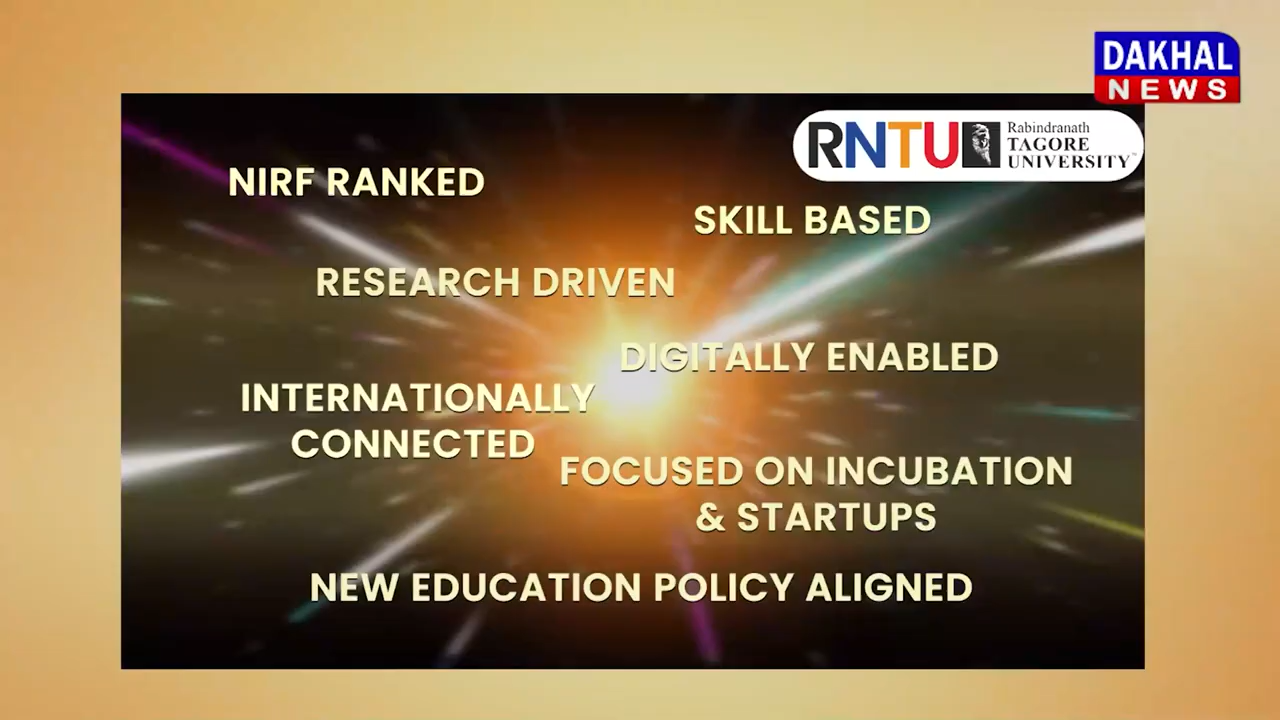 DAKHAL
NEWS
RNTU
Rabindranath
TAGORE
UNIVERSITY™
NIRF RANKED
SKILL BASED
RESEARCH DRIVEN
DIGITALLY ENABLED
INTERNATIONALLY
CONNECTED
FOCUSED ON INCUBATION
& STARTUPS
NEW EDUCATION POLICY ALIGNED